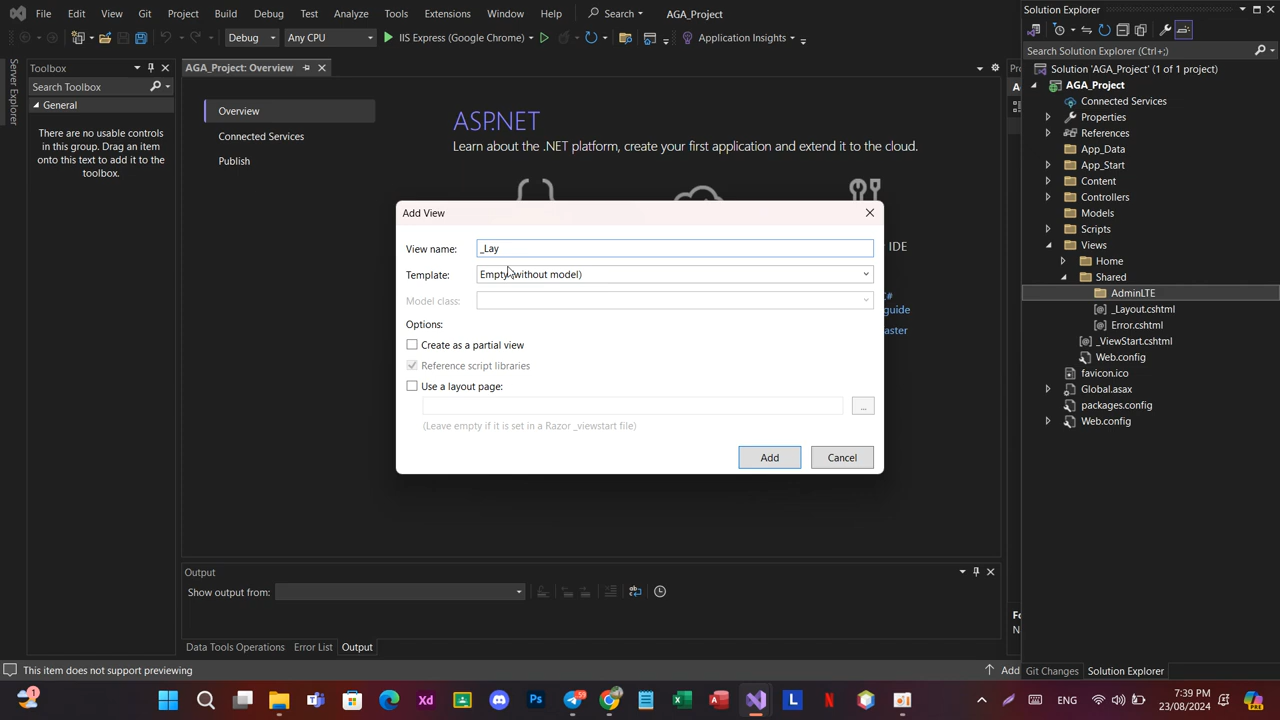 File Edit View Git Project Build Debug Test Analyze Tools Extensions Window Help Search AGA_Project
Debug Any CPU IIS Express (Google Chrome) Application Insights
Server Explorer
Toolbox
Search Toolbox
General
There are no usable controls
in this group. Drag an item
onto this text to add it to the
toolbox.
AGA_Project: Overview
Overview
Connected Services
Publish
ASP.NET
Learn about the .NET platform, create your first application and extend it to the cloud.
IDE
C#
guide
Add View
View name: _Lay
Template: Empty (without model)
Model class:
Options:
Create as a partial view
Reference script libraries
Use a layout page:
...
(Leave empty if it is set in a Razor _viewstart file)
Add Cancel
Output
Show output from:
Data Tools Operations Error List Output
Solution Explorer
Search Solution Explorer (Ctrl+;)
Solution 'AGA_Project' (1 of 1 project)
AGA_Project
Connected Services
Properties
References
App_Data
App_Start
Content
Controllers
Models
Scripts
Views
Home
Shared
AdminLTE
_Layout.cshtml
Error.cshtml
_ViewStart.cshtml
Web.config
favicon.ico
Global.asax
packages.config
Web.config
Git Changes Solution Explorer
This item does not support previewing
Add
ENG
7:39 PM
23/08/2024